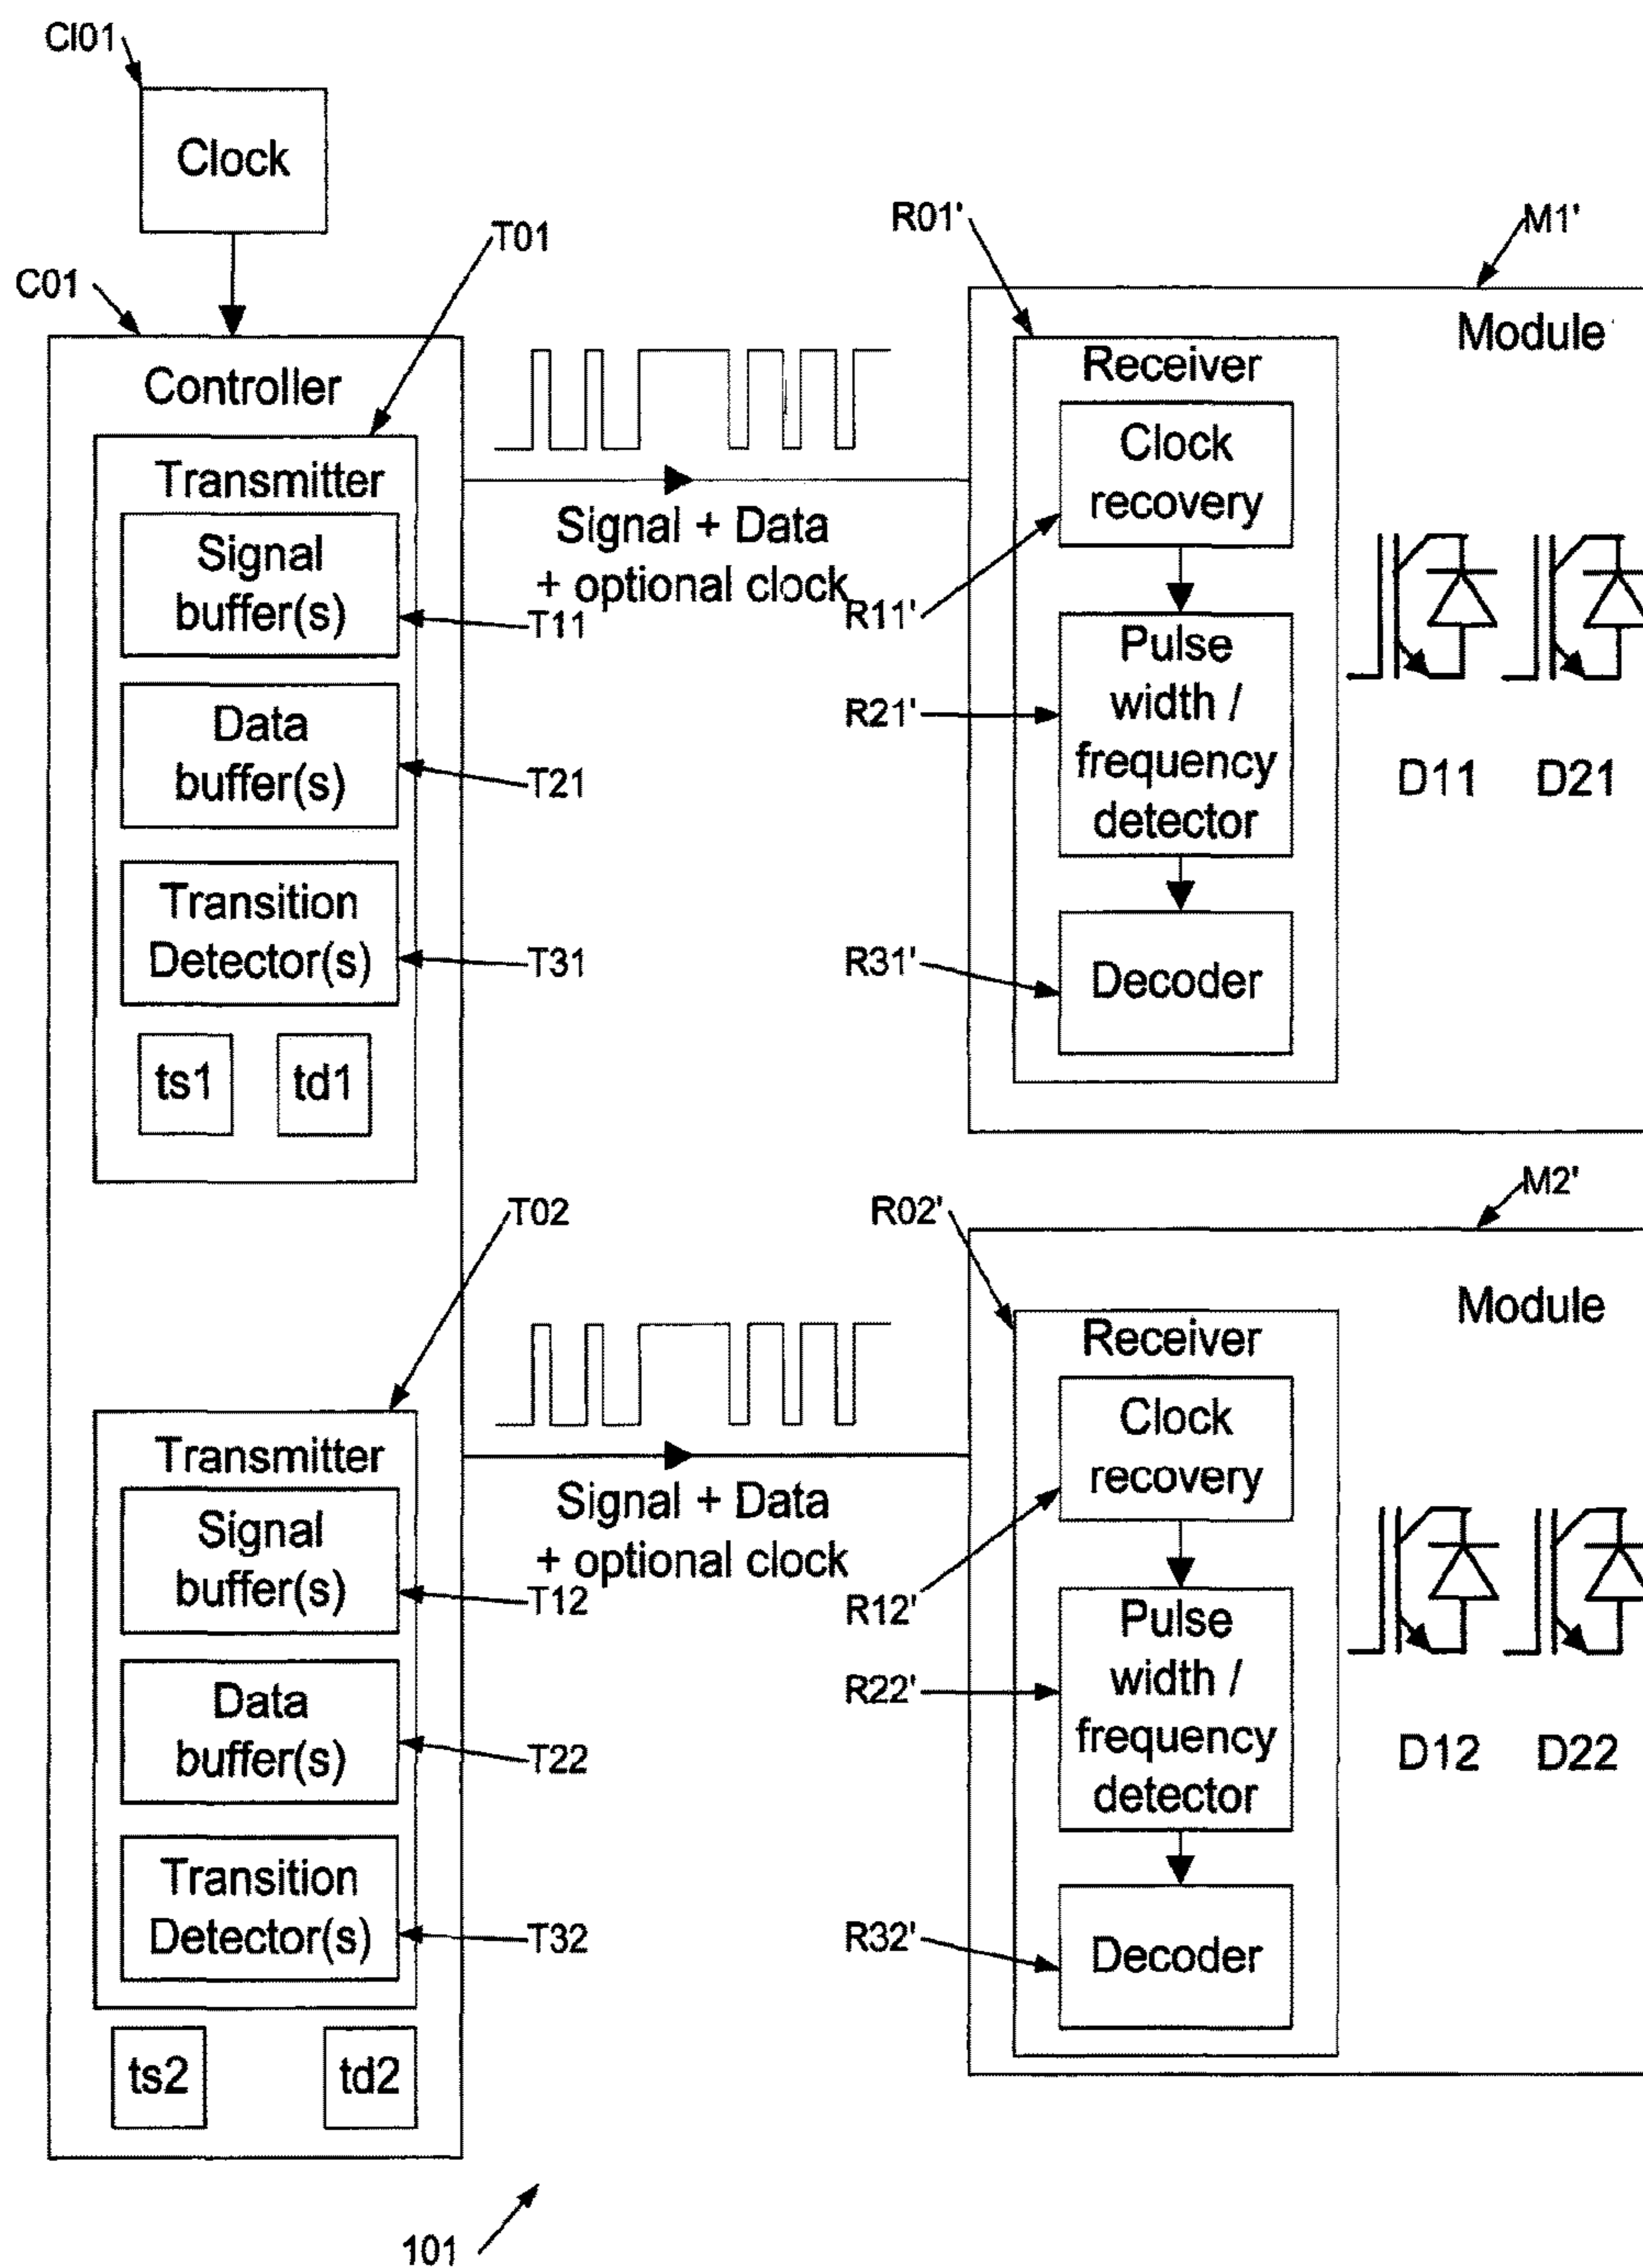 Cl01
Clock
T01
C01
Controller
Transmitter
Signal
buffer(s)
T11
Data
buffer(s)
T21
Transition
Detector(s)
T31
ts1
td1
Signal + Data
+ optional clock
R01'
M1'
Module
Receiver
Clock
recovery
R11'
Pulse
width /
frequency
detector
R21'
Decoder
R31'
D11
D21
T02
Transmitter
Signal
buffer(s)
T12
Data
buffer(s)
T22
Transition
Detector(s)
T32
ts2
td2
Signal + Data
+ optional clock
R02'
M2'
Module
Receiver
Clock
recovery
R12'
Pulse
width /
frequency
detector
R22'
Decoder
R32'
D12
D22
101